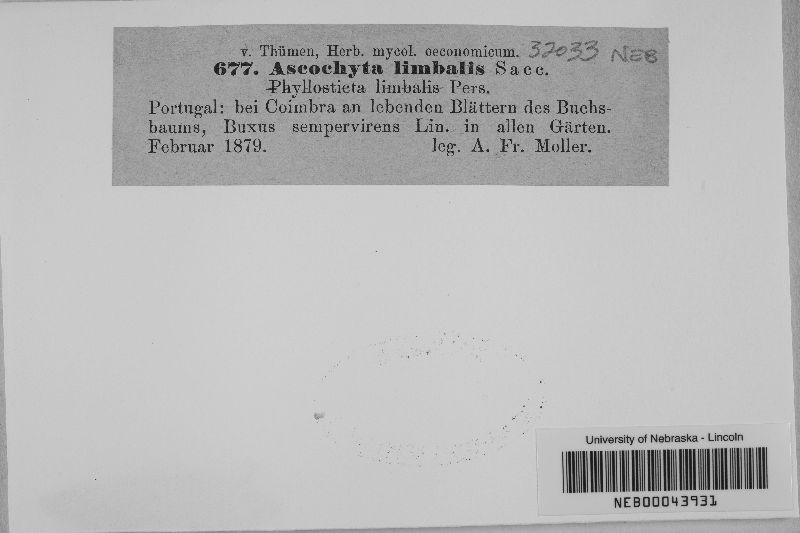 v. Thümen, Herb. mycol. oeconomicum. 32033 NEB
677. Ascochyta limbalis Sacc.
Phyllosticta limbalis Pers.
Portugal: bei Coimbra an lebenden Blättern des Buchs-
baums, Buxus sempervirens Lin. in allen Gärten.
Februar 1879. leg. A. Fr. Moller.
University of Nebraska - Lincoln
NEB00043931